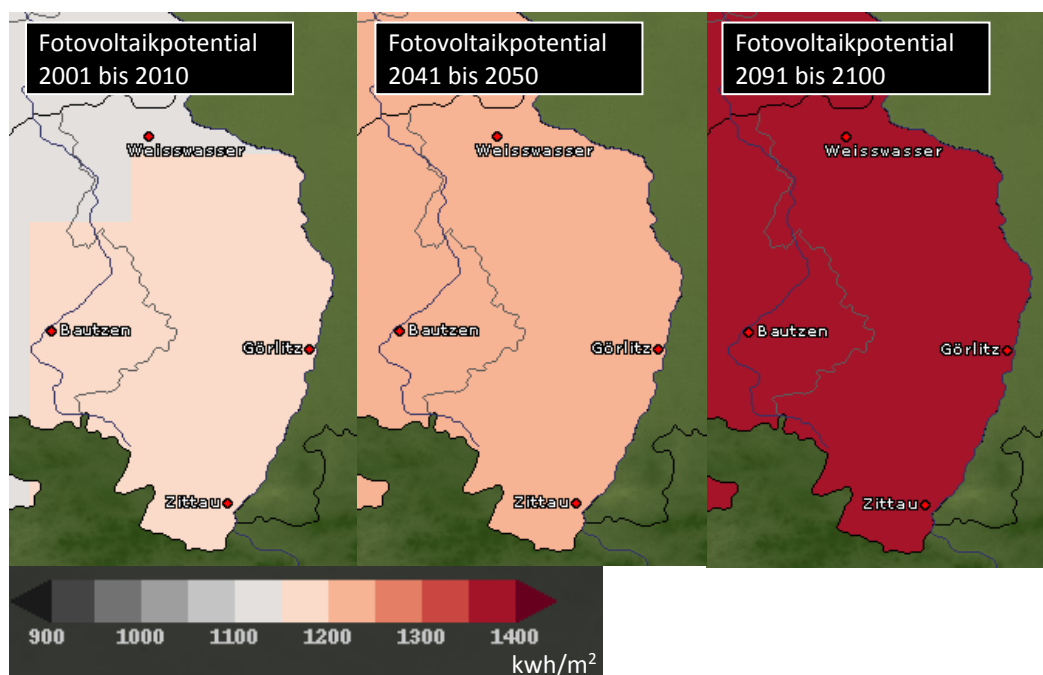 Fotovoltaikpotential
2001 bis 2010
Fotovoltaikpotential
2041 bis 2050
Fotovoltaikpotential
2091 bis 2100
Weisswasser
Weisswasser
Weisswasser
Bautzen
Görlitz
Bautzen
Görlitz
Bautzen
Görlitz
Zittau
Zittau
Zittau
900 1000 1100 1200 1300 1400
kwh/m²